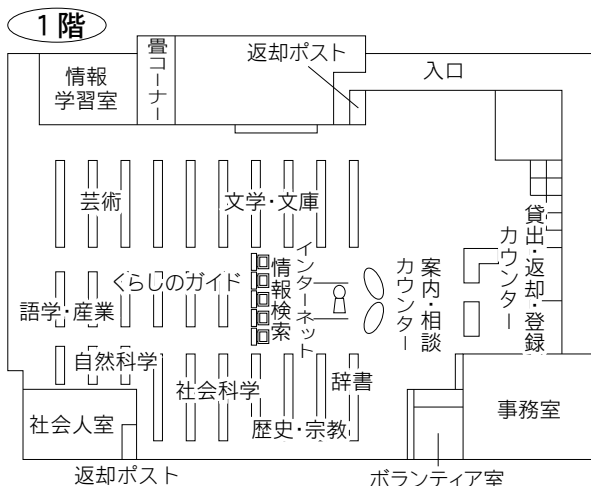 1階
情報
学習室
畳コーナー
返却ポスト
入口
芸術
文学・文庫
貸出・返却・登録
カウンター
案内・相談
カウンター
インターネット
情報検索
くらしのガイド
語学・産業
自然科学
社会科学
辞書
歴史・宗教
社会人室
事務室
返却ポスト
ボランティア室